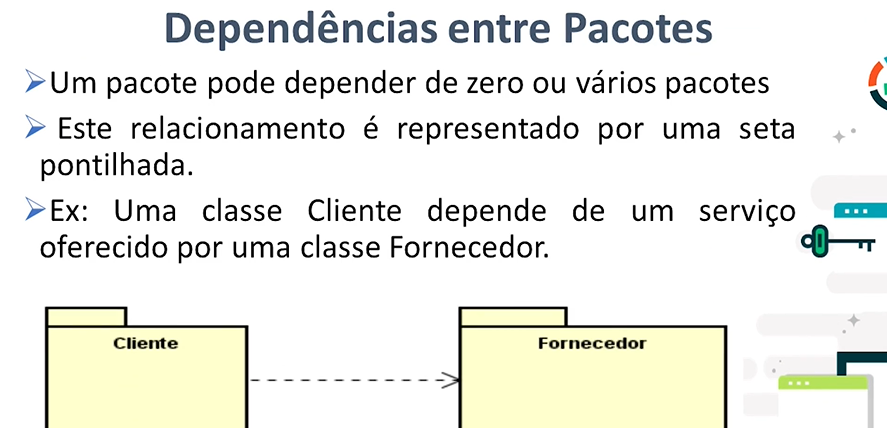 Dependências entre Pacotes
Um pacote pode depender de zero ou vários pacotes
Este relacionamento é representado por uma seta
pontilhada.
Ex: Uma classe Cliente depende de um serviço
oferecido por uma classe Fornecedor.
Cliente
Fornecedor